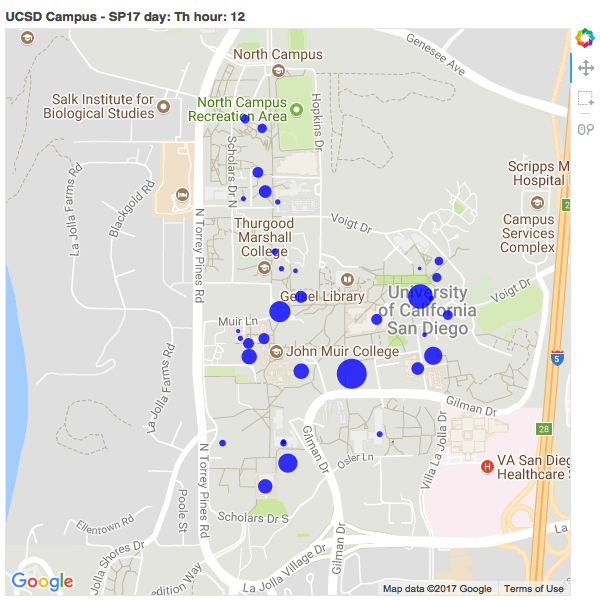 UCSD Campus - SP17 day: Th hour: 12
Genesee Ave
North Campus
Salk Institute for
Biological Studies
North Campus
Recreation Area
Hopkins Dr
Scholars Dr N
Scripps M
Hospital
2
La Jolla Farms Rd
Blackgold Rd
N Torrey Pines Rd
Voigt Dr
Thurgood
Marshall
College
Campus
Services
Complex
Geisel Library
University
of California
San Diego
Voigt Dr
Muir Ln
John Muir College
5
La Jolla Farms Rd
Gilman Dr
28
N Torrey Pines Rd
Gilman Dr
Osler Ln
Villa La Jolla Dr
VA San Dieg
Healthcare S
H
Poole St
Ellentown Rd
Scholars Dr S
La Jolla Shores Dr
Gilman Dr
La
La Jolla Village Dr
edition Way
Google
Map data ©2017 Google
Terms of Use